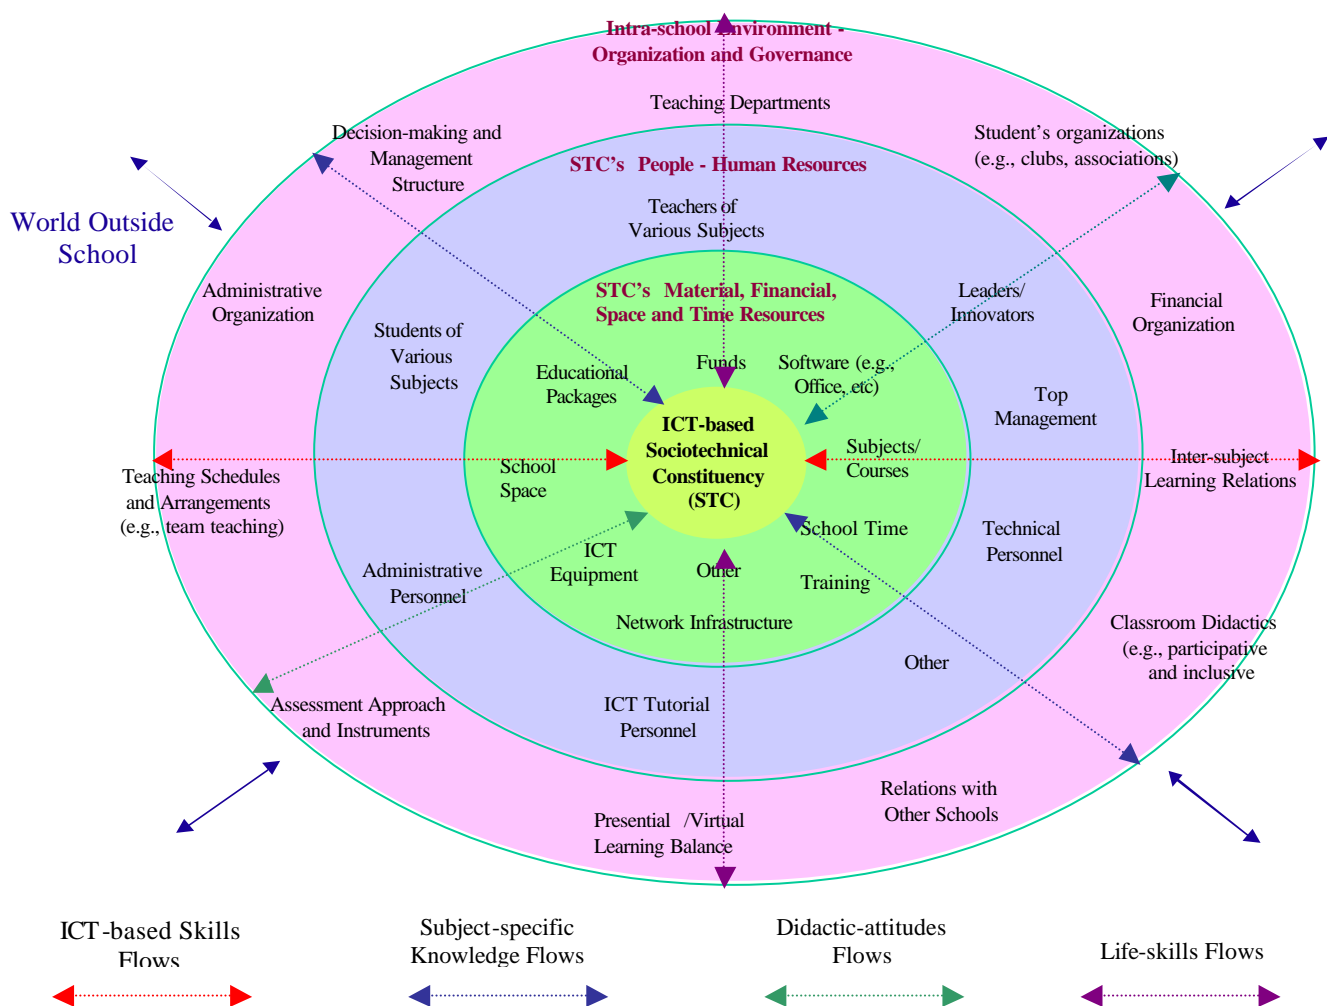 Intra-school Environment -
Organization and Governance
Teaching Departments
Decision-making and
Management
Structure
Student’s organizations
(e.g., clubs, associations)
STC’s People - Human Resources
World Outside
School
Teachers of
Various Subjects
Administrative
Organization
STC’s Material, Financial,
Space and Time Resources
Leaders/
Innovators
Financial
Organization
Students of
Various
Subjects
Educational
Packages
Funds
Software (e.g.,
Office, etc)
Top
Management
ICT-based
Sociotechnical
Constituency
(STC)
Subjects/
Courses
School
Space
Inter-subject
Learning Relations
Teaching Schedules
and Arrangements
(e.g., team teaching)
School Time
Technical
Personnel
ICT
Equipment
Other
Training
Administrative
Personnel
Network Infrastructure
Classroom Didactics
(e.g., participative
and inclusive
Other
Assessment Approach
and Instruments
ICT Tutorial
Personnel
Relations with
Other Schools
Presential /Virtual
Learning Balance
ICT-based Skills
Flows
Subject-specific
Knowledge Flows
Didactic-attitudes
Flows
Life-skills Flows